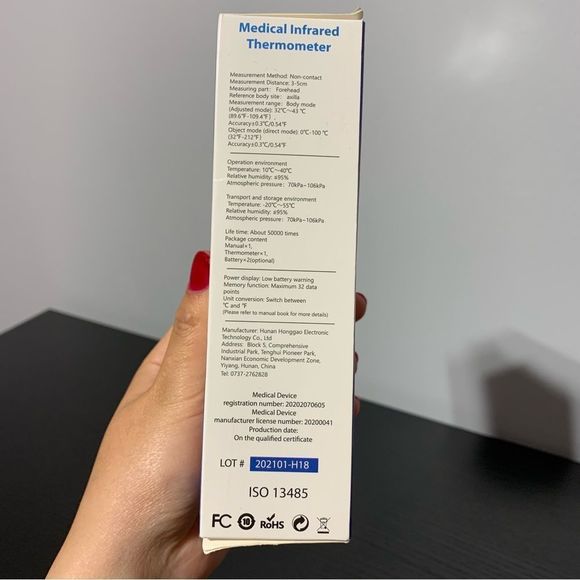 Medical Infrared
Thermometer
Measurement Method: Non-contact
Measurement Distance: 3-5cm
Measuring part: Forehead
Reference body site: axilla
Measurement range: Body mode
(Adjusted mode): 32℃~43 ℃
(89.6°F-109.4°F) :
Accuracy±0.3℃/0.54°F
Object mode (direct mode): 0℃-100 ℃
(32°F-212°F)
Accuracy±0.3℃/0.54°F
Operation environment
Temperature: 10℃~40℃
Relative humidity: ≤95%
Atmospheric pressure: 70kPa~106kPa
Transport and storage environment
Temperature: -20℃~55℃
Relative humidity: ≤95%
Atmospheric pressure: 70kPa~106kPa
Life time: About 50000 times
Package content
Manual×1,
Thermometer×1,
Battery×2(optional)
Power display: Low battery warning
Memory function: Maximum 32 data
points
Unit conversion: Switch between
℃ and °F
(Please refer to manual book for more details)
Manufacturer: Hunan Honggao Electronic
Technology Co., Ltd
Address: Block 5, Comprehensive
Industrial Park, Tenghui Pioneer Park,
Nanxian Economic Development Zone,
Yiyang, Hunan, China
Tel: 0737-2762828
Medical Device
registration number: 20202070605
Medical Device
manufacturer license number: 20200041
Production date:
On the qualified certificate
LOT # 202101-H18
ISO 13485
FC 10 RoHS